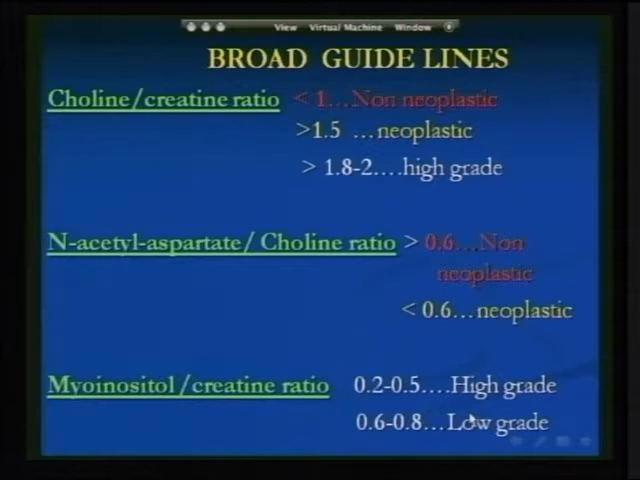 View Virtual Machine Window
BROAD GUIDE LINES
Choline/creatine ratio < 1...Non neoplastic
>1.5 ...neoplastic
> 1.8-2....high grade
N-acetyl-aspartate/ Choline ratio > 0.6...Non
neoplastic
< 0.6...neoplastic
Myoinositol/creatine ratio 0.2-0.5....High grade
0.6-0.8...Low grade